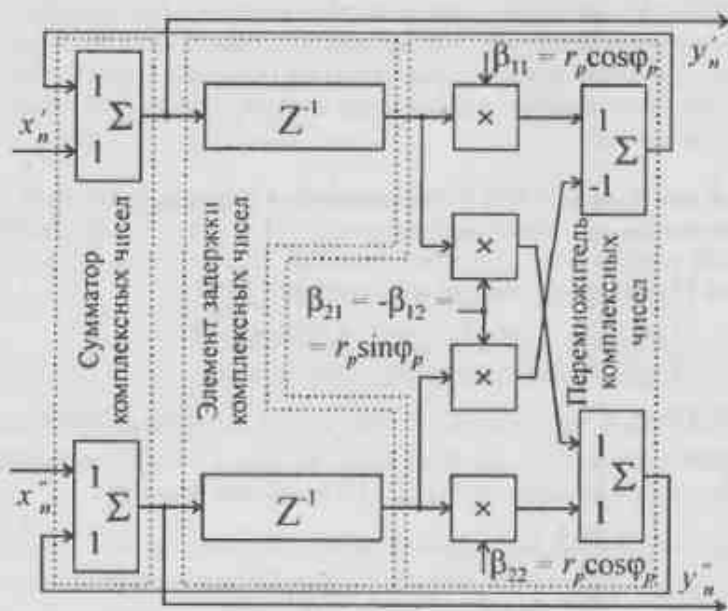 β₁₁ = rₚcosφₚ
y'ₙ
1
Σ
1
x'ₙ
Z⁻¹
×
1
Σ
-1
Сумматор
комплексных чисел
Элемент задержки
комплексных чисел
×
β₂₁ = -β₁₂ =
= rₚsinφₚ
×
Перемножитель
комплексных
чисел
x"ₙ
1
Σ
1
Z⁻¹
×
1
Σ
1
β₂₂ = rₚcosφₚ
y"ₙ